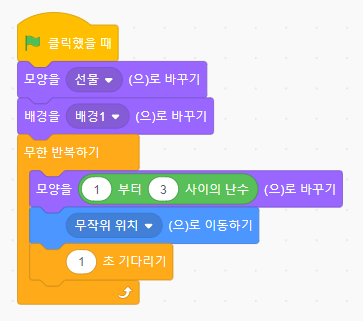 클릭했을 때
모양을 선물 (으)로 바꾸기
배경을 배경1 (으)로 바꾸기
무한 반복하기
모양을 1 부터 3 사이의 난수 (으)로 바꾸기
무작위 위치 (으)로 이동하기
1 초 기다리기